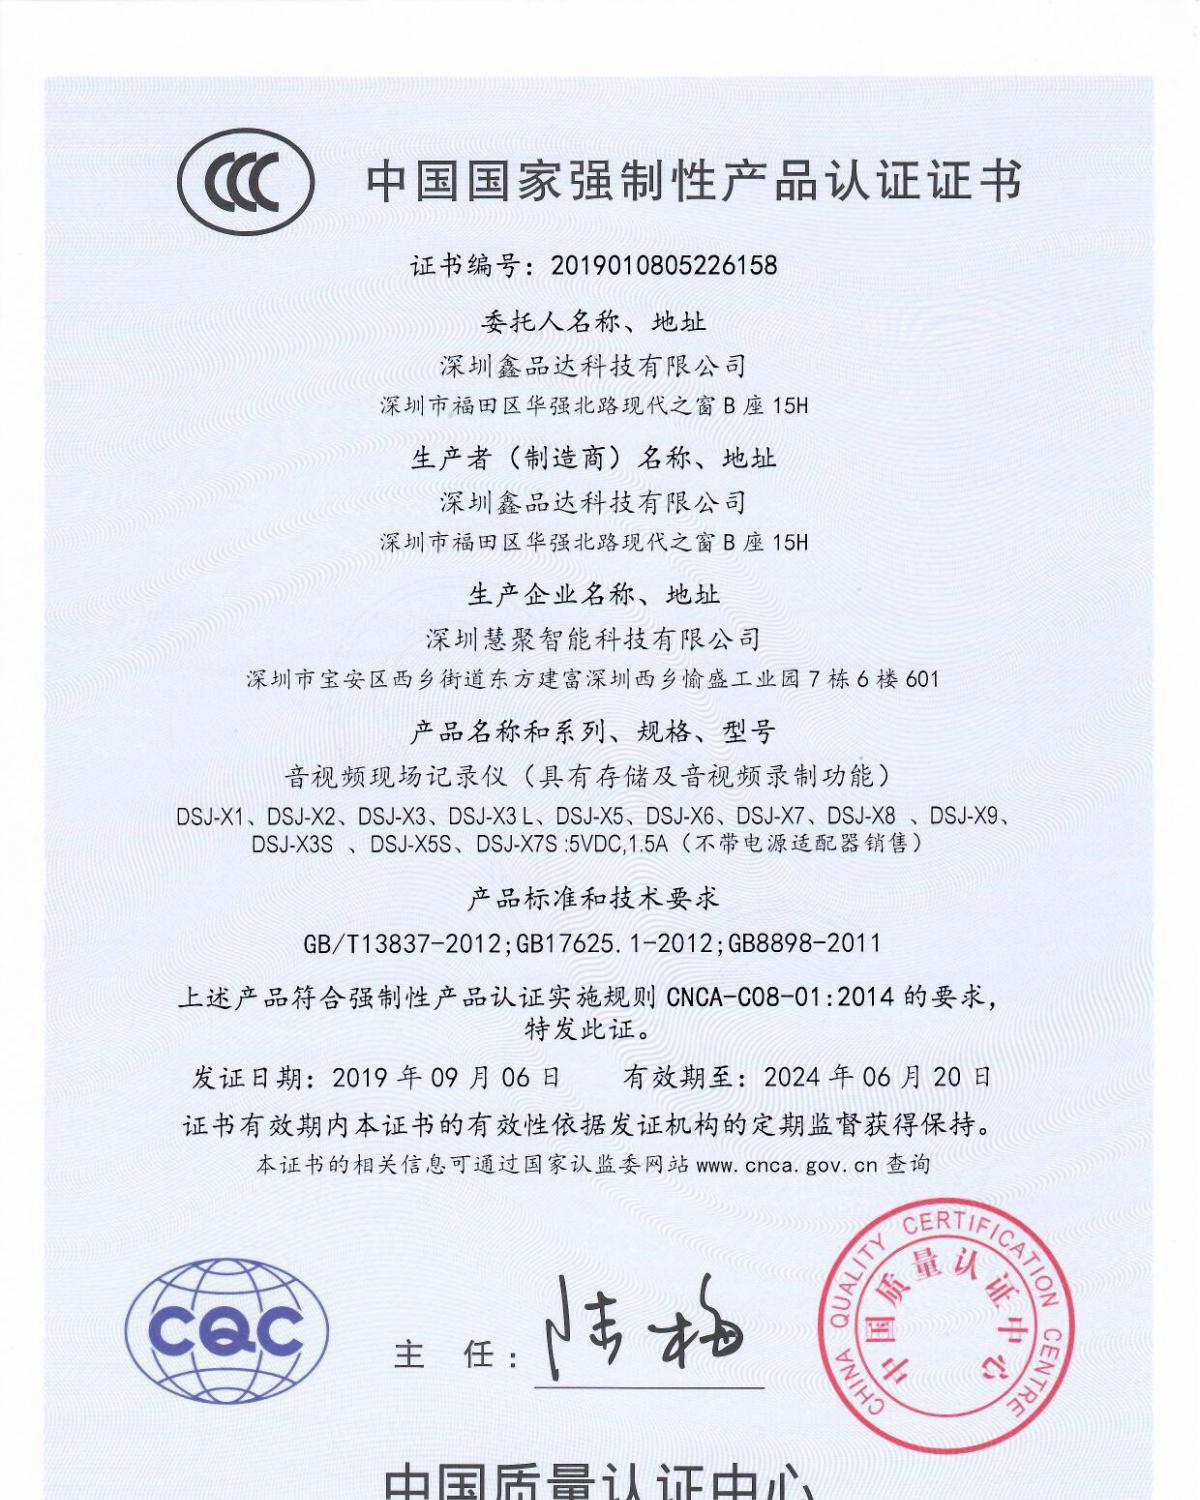 CCC
中国国家强制性产品认证证书
证书编号：2019010805226158
委托人名称、地址
深圳鑫品达科技有限公司
深圳市福田区华强北路现代之窗 B 座 15H
生产者（制造商）名称、地址
深圳鑫品达科技有限公司
深圳市福田区华强北路现代之窗 B 座 15H
生产企业名称、地址
深圳慧聚智能科技有限公司
深圳市宝安区西乡街道东方建富深圳西乡愉盛工业园 7 栋 6 楼 601
产品名称和系列、规格、型号
音视频现场记录仪（具有存储及音视频录制功能）
DSJ-X1、DSJ-X2、DSJ-X3、DSJ-X3 L、DSJ-X5、DSJ-X6、DSJ-X7、DSJ-X8 、DSJ-X9、
DSJ-X3S 、DSJ-X5S、DSJ-X7S :5VDC,1.5A（不带电源适配器销售）
产品标准和技术要求
GB/T13837-2012;GB17625.1-2012;GB8898-2011
上述产品符合强制性产品认证实施规则 CNCA-C08-01:2014 的要求，
特发此证。
发证日期：2019 年 09 月 06 日 有效期至：2024 年 06 月 20 日
证书有效期内本证书的有效性依据发证机构的定期监督获得保持。
本证书的相关信息可通过国家认监委网站 www.cnca.gov.cn 查询
CQC
主 任：陆梅
CHINA QUALITY CERTIFICATION CENTRE
中国质量认证中心
中国质量认证中心